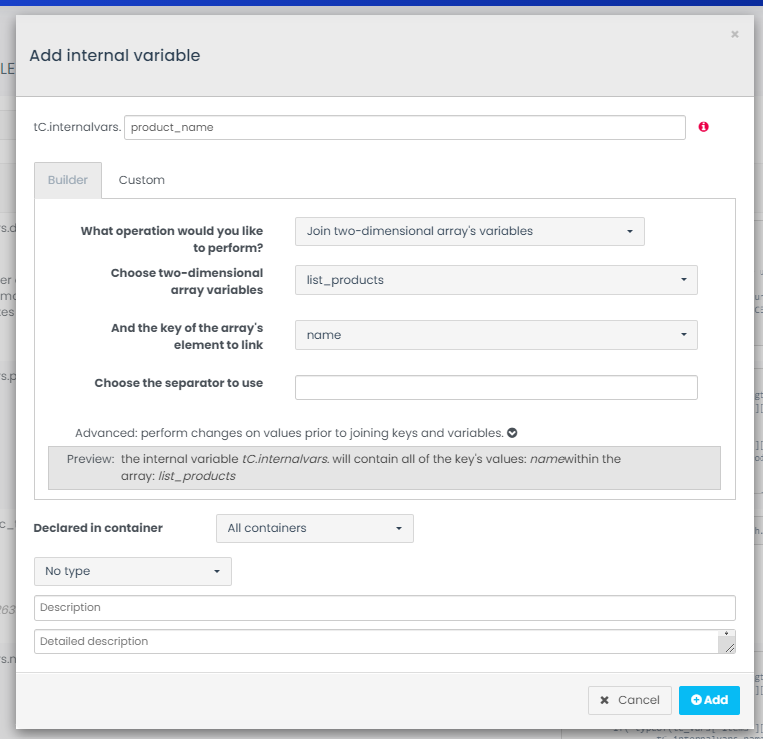 Add internal variable
×
tC.internalvars. product_name
Builder Custom
What operation would you like
to perform?
Join two-dimensional array's variables
Choose two-dimensional
array variables
list_products
And the key of the array's
element to link
name
Choose the separator to use
Advanced: perform changes on values prior to joining keys and variables.
Preview: the internal variable tC.internalvars. will contain all of the key's values: namewithin the
array: list_products
Declared in container All containers
No type
Description
Detailed description
✖ Cancel
Add